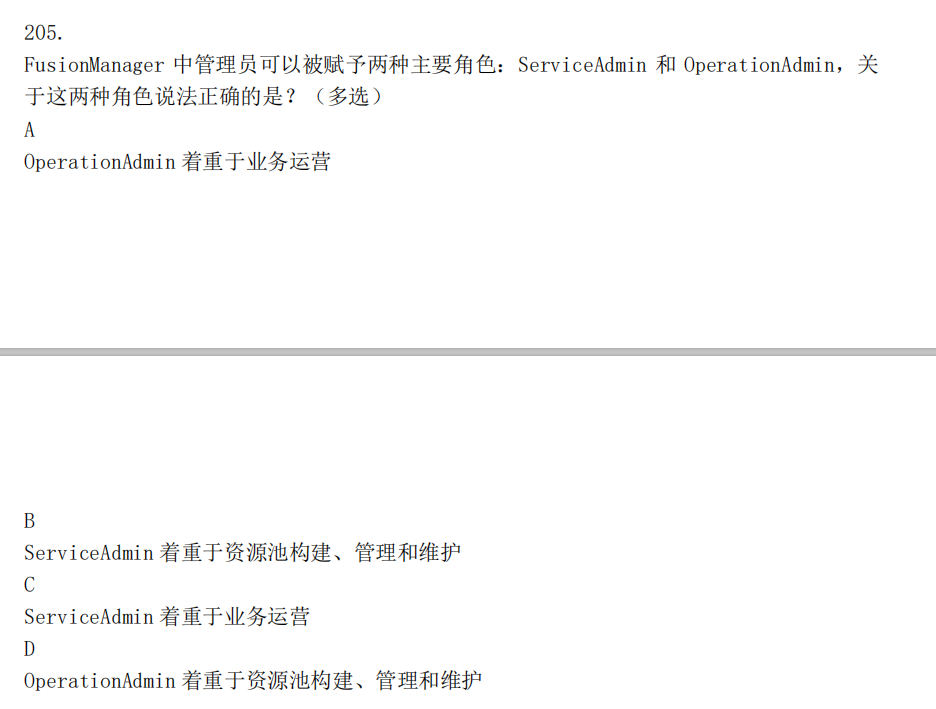 205.
FusionManager 中管理员可以被赋予两种主要角色：ServiceAdmin 和 OperationAdmin，关
于这两种角色说法正确的是？（多选）
A
OperationAdmin 着重于业务运营
B
ServiceAdmin 着重于资源池构建、管理和维护
C
ServiceAdmin 着重于业务运营
D
OperationAdmin 着重于资源池构建、管理和维护